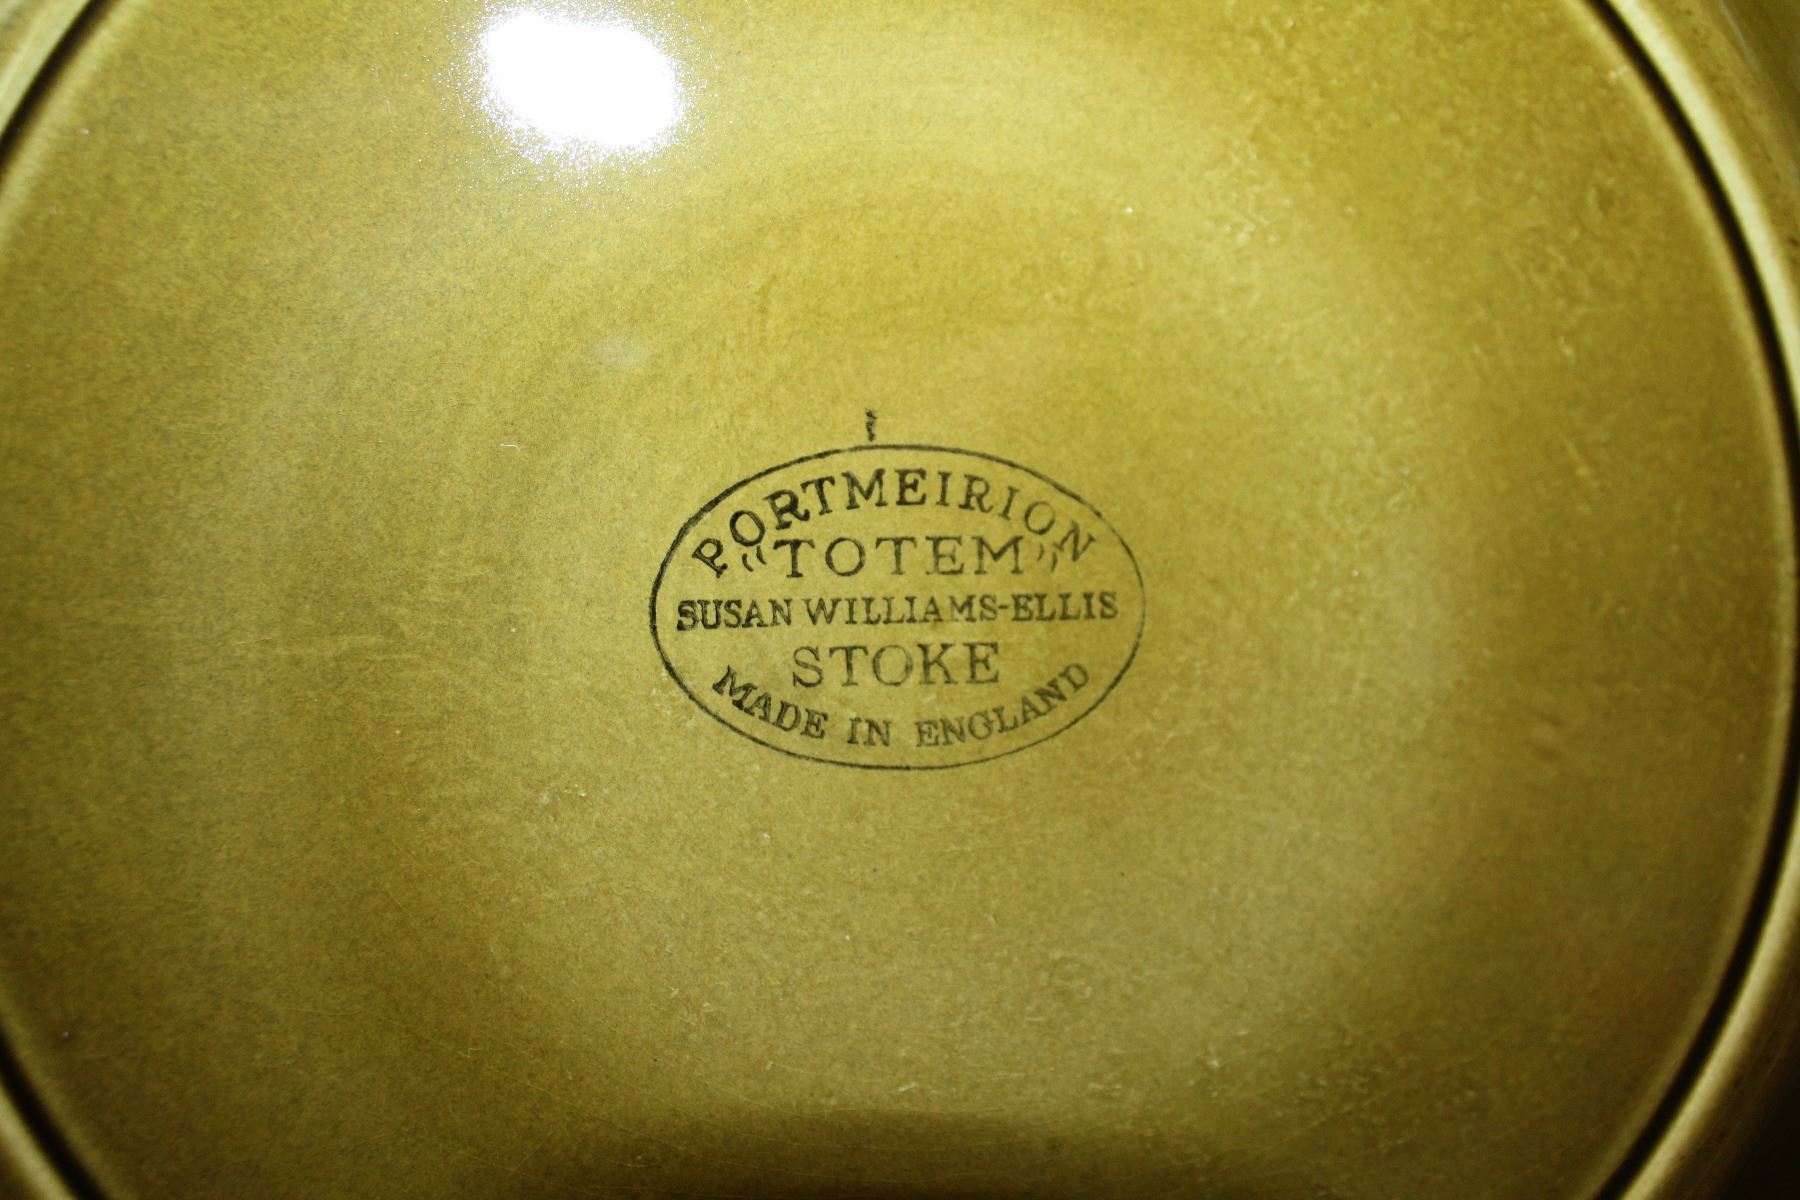 PORTMEIRION
"TOTEM"
SUSAN WILLIAMS-ELLIS
STOKE
MADE IN ENGLAND